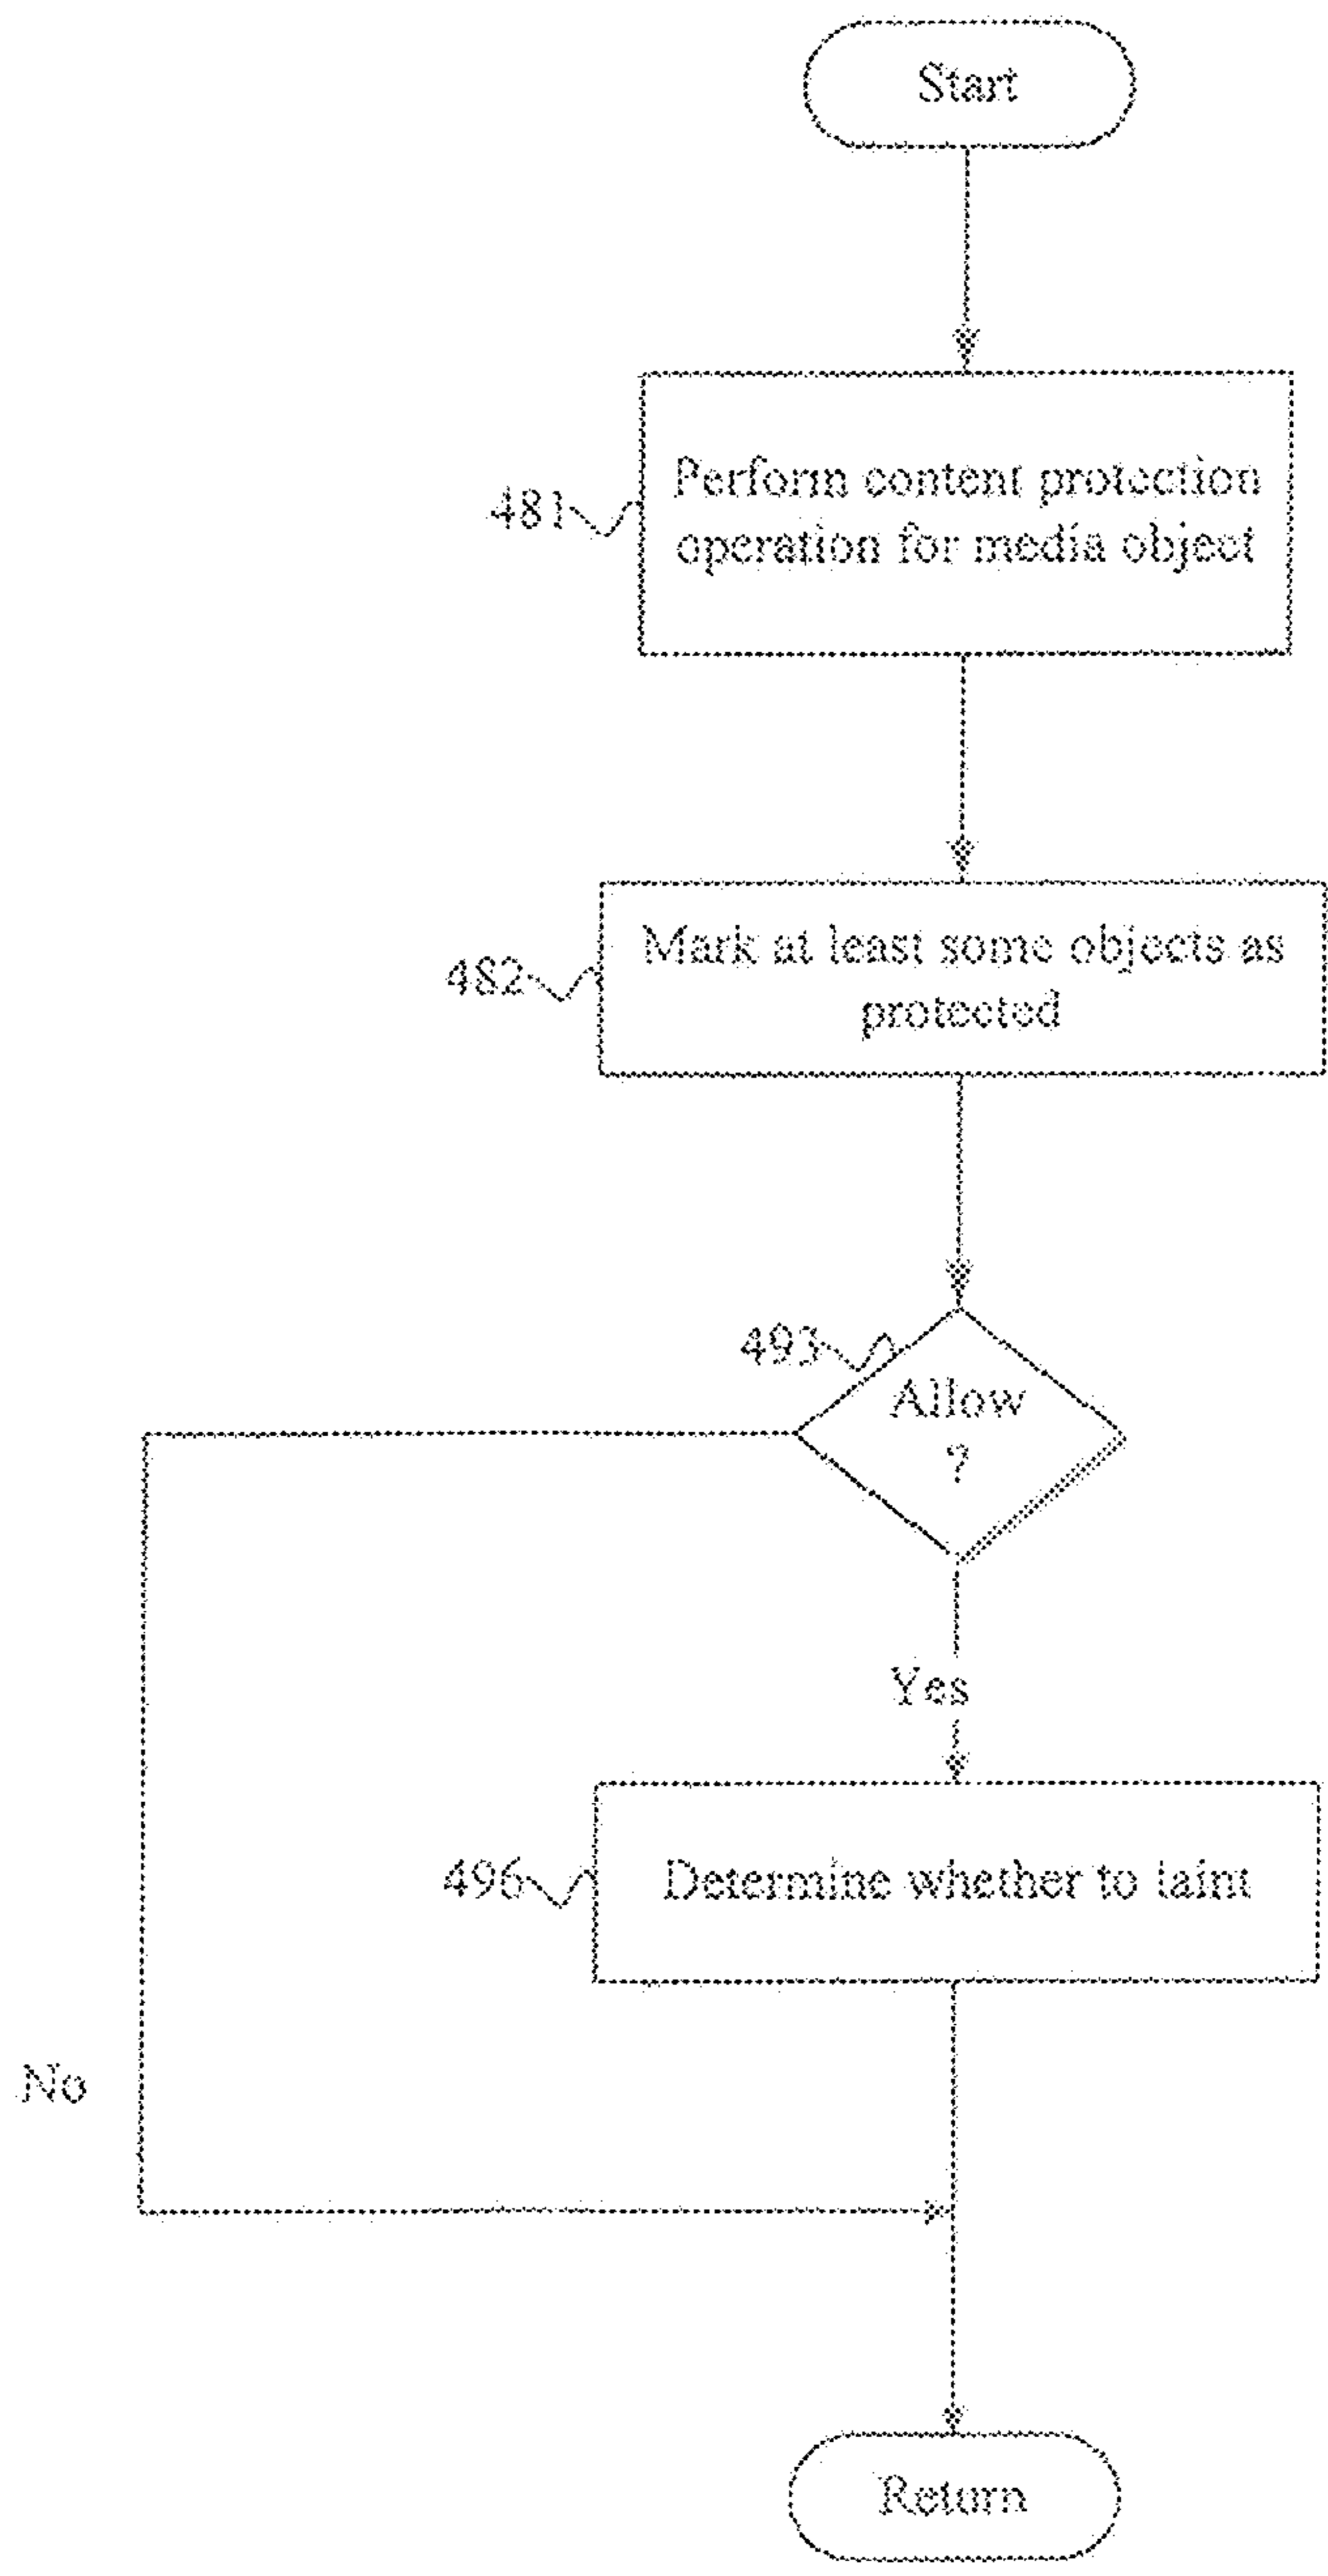 Start
481
Perform content protection
operation for media object
482
Mark at least some objects as
protected
493
Allow
?
Yes
496
Determine whether to taint
No
Return